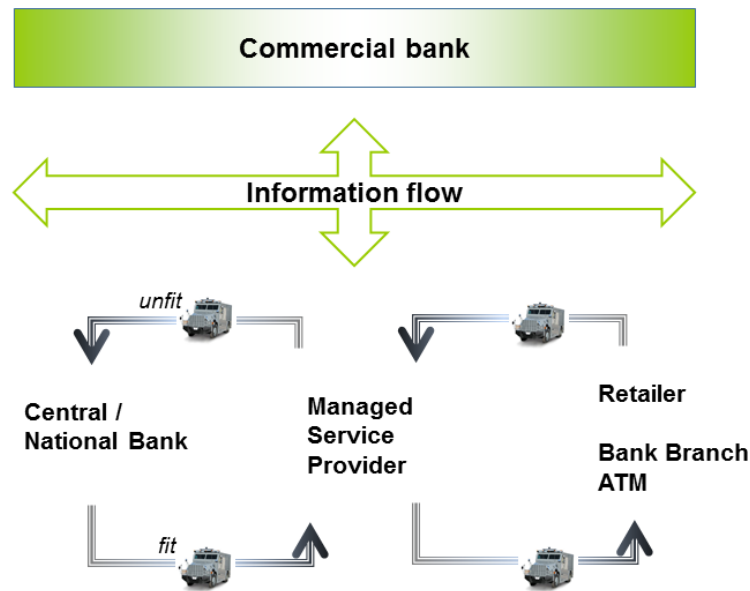 Commercial bank
Information flow
unfit
Central /
National Bank
Managed
Service
Provider
Retailer
Bank Branch
ATM
fit